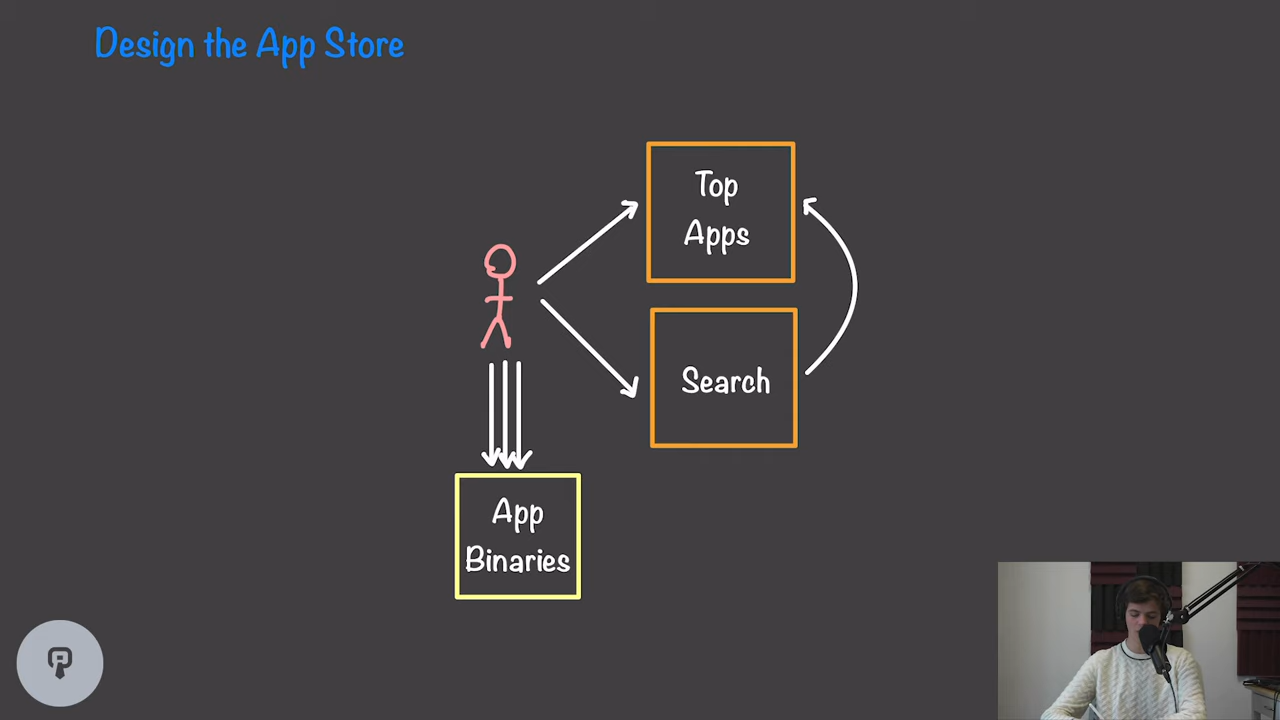 Design the App Store
Top
Apps
Search
App
Binaries